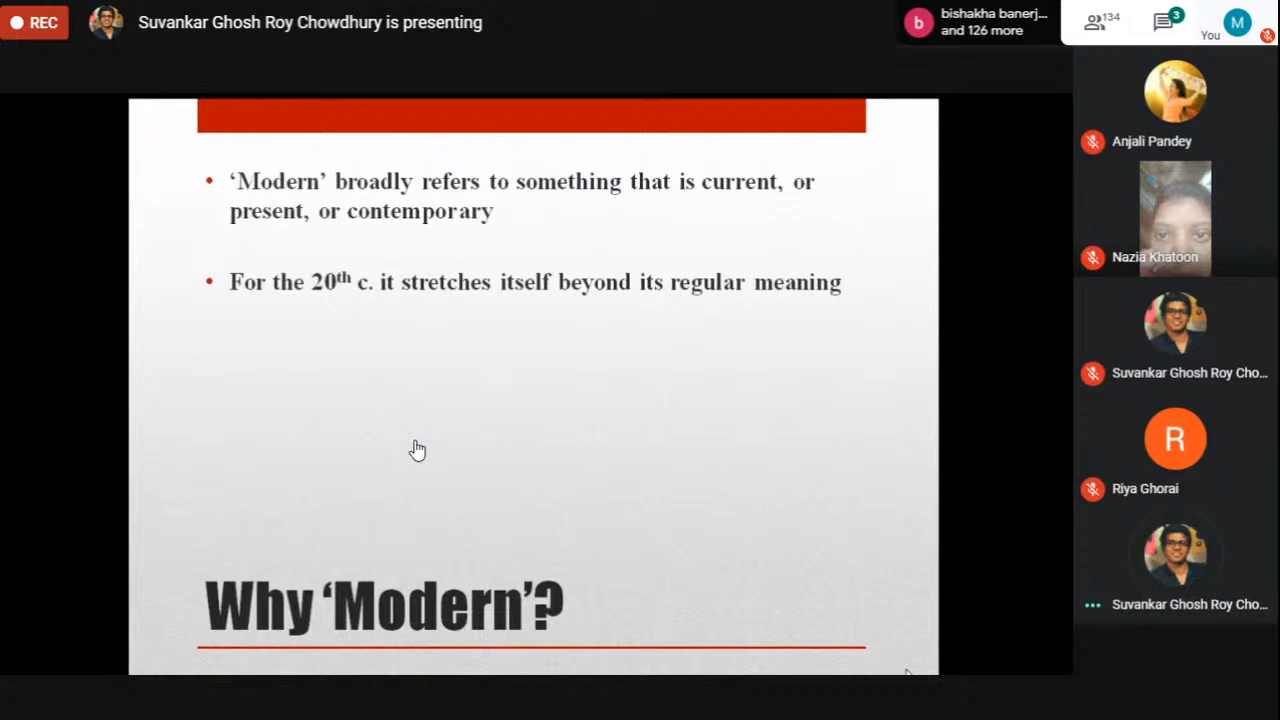 REC
Suvankar Ghosh Roy Chowdhury is presenting
b
bishakha banerj...
and 126 more
134
3
You
M
Anjali Pandey
Nazia Khatoon
Suvankar Ghosh Roy Cho...
R
Riya Ghorai
Suvankar Ghosh Roy Cho...
• ‘Modern’ broadly refers to something that is current, or
present, or contemporary
• For the 20th c. it stretches itself beyond its regular meaning
Why ‘Modern’?